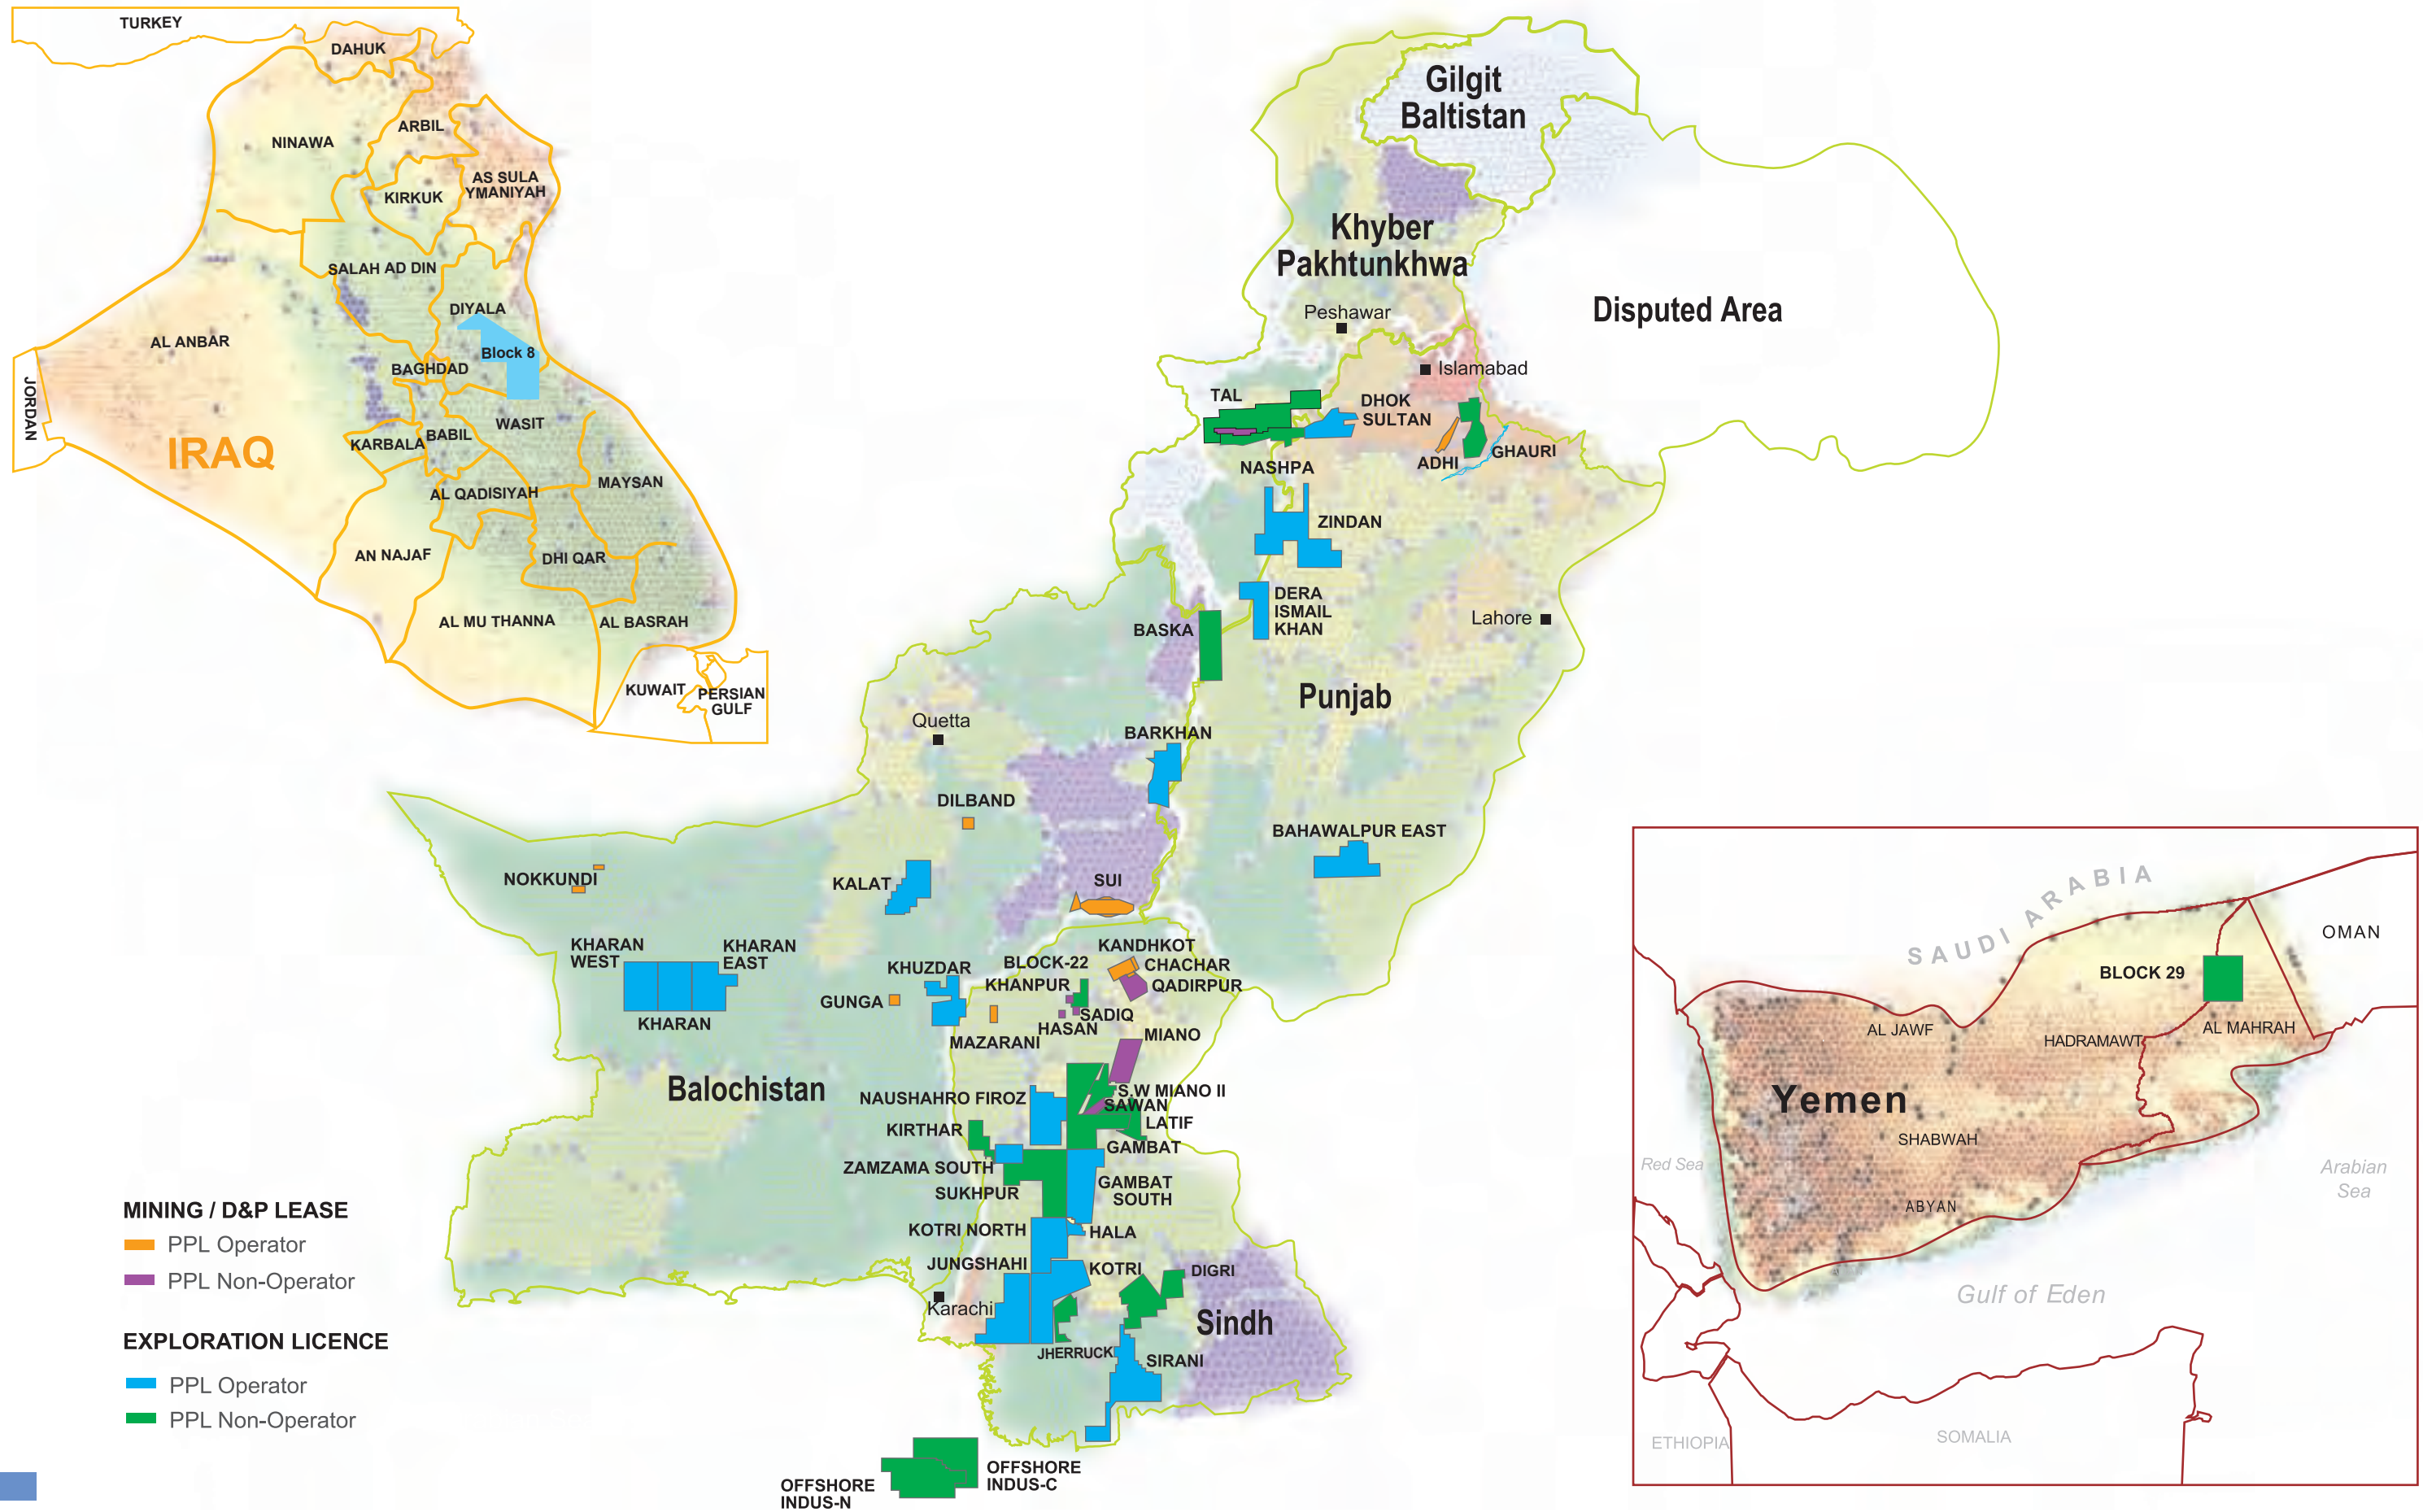 TURKEY
DAHUK
NINAWA
ARBIL
KIRKUK
AS SULA
YMANIYAH
SALAH AD DIN
DIYALA
Block 8
AL ANBAR
BAGHDAD
JORDAN
IRAQ
KARBALA
BABIL
WASIT
AL QADISIYAH
MAYSAN
AN NAJAF
DHI QAR
AL MU THANNA
AL BASRAH
KUWAIT
PERSIAN
GULF
Gilgit
Baltistan
Khyber
Pakhtunkhwa
Peshawar
Disputed Area
Islamabad
TAL
DHOK
SULTAN
ADHI
GHAURI
NASHPA
ZINDAN
DERA
ISMAIL
KHAN
BASKA
Lahore
Punjab
Quetta
BARKHAN
DILBAND
BAHAWALPUR EAST
NOKKUNDI
KALAT
SUI
KHARAN
WEST
KHARAN
EAST
KHARAN
KHUZDAR
GUNGA
MAZARANI
BLOCK-22
KHANPUR
KANDHKOT
CHACHAR
QADIRPUR
SADIQ
HASAN
MIANO
Balochistan
NAUSHAHRO FIROZ
S.W MIANO II
SAWAN
LATIF
KIRTHAR
GAMBAT
ZAMZAMA SOUTH
SUKHPUR
GAMBAT
SOUTH
KOTRI NORTH
HALA
JUNGSHAHI
KOTRI
DIGRI
Karachi
Sindh
JHERRUCK
SIRANI
OFFSHORE
INDUS-N
OFFSHORE
INDUS-C
MINING / D&P LEASE
PPL Operator
PPL Non-Operator
EXPLORATION LICENCE
PPL Operator
PPL Non-Operator
SAUDI ARABIA
OMAN
BLOCK 29
AL JAWF
HADRAMAWT
AL MAHRAH
Yemen
SHABWAH
ABYAN
Red Sea
Arabian
Sea
Gulf of Eden
ETHIOPIA
SOMALIA